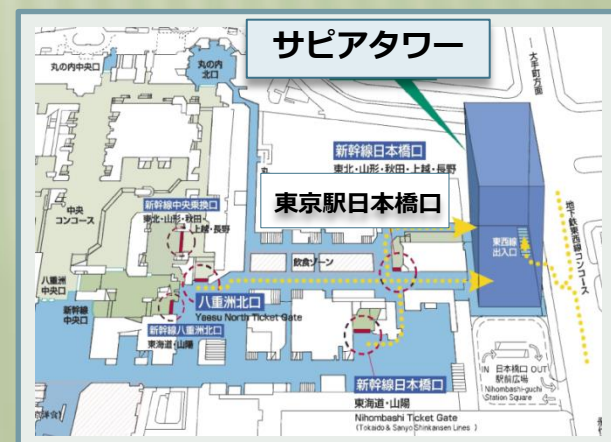 サピアタワー
丸の内中央口
丸の内
北口
大手町方面
新幹線日本橋口
東北・山形・秋田・上越・長野
東京駅日本橋口
新幹線中央乗換口
東北・山形・秋田・
上越・長野
中央
コンコース
地下鉄東西線コンコース
東西線
出入口
飲食ゾーン
八重洲
中央口
新幹線
中央口
八重洲北口
Yaesu North Ticket Gate
新幹線八重洲北口
東海道・山陽
IN 日本橋口 OUT
駅前広場
Nihombashi-guchi
Station Square
新幹線日本橋口
東海道・山陽
Nihombashi Ticket Gate
(Tokaido & Sanyo Shinkansen Lines )